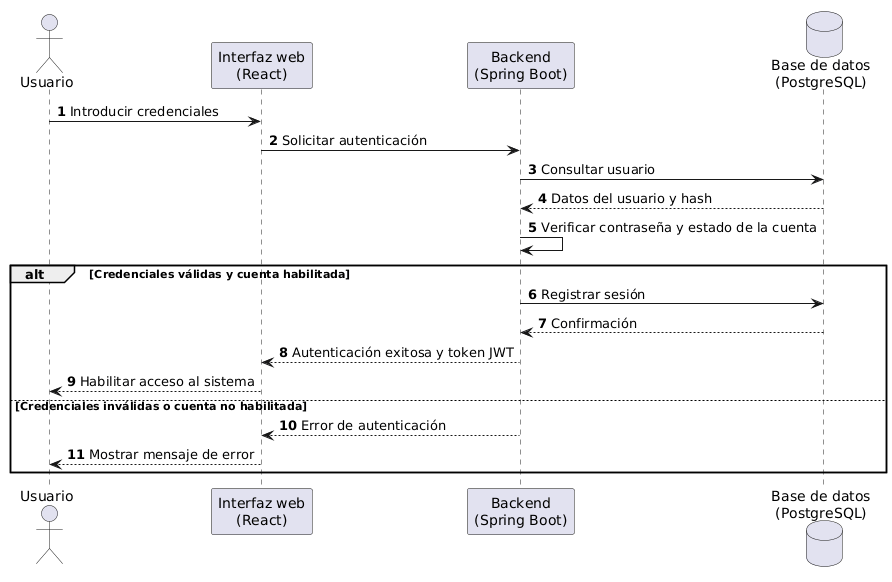 Usuario
Interfaz web
(React)
Backend
(Spring Boot)
Base de datos
(PostgreSQL)
1 Introducir credenciales
2 Solicitar autenticación
3 Consultar usuario
4 Datos del usuario y hash
5 Verificar contraseña y estado de la cuenta
alt [Credenciales válidas y cuenta habilitada]
6 Registrar sesión
7 Confirmación
8 Autenticación exitosa y token JWT
9 Habilitar acceso al sistema
[Credenciales inválidas o cuenta no habilitada]
10 Error de autenticación
11 Mostrar mensaje de error
Usuario
Interfaz web
(React)
Backend
(Spring Boot)
Base de datos
(PostgreSQL)